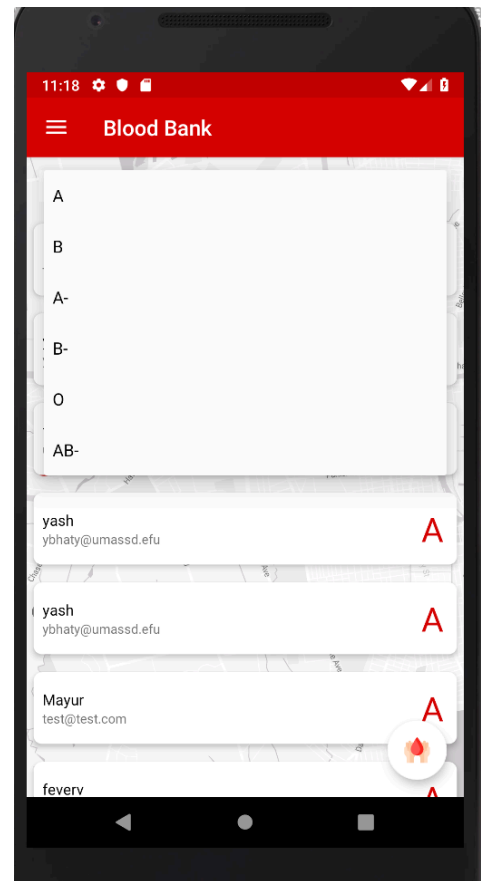 11:18
Blood Bank
A
B
A-
B-
O
AB-
yash
ybhaty@umassd.efu
A
yash
ybhaty@umassd.efu
A
Mayur
test@test.com
A
feverv
A